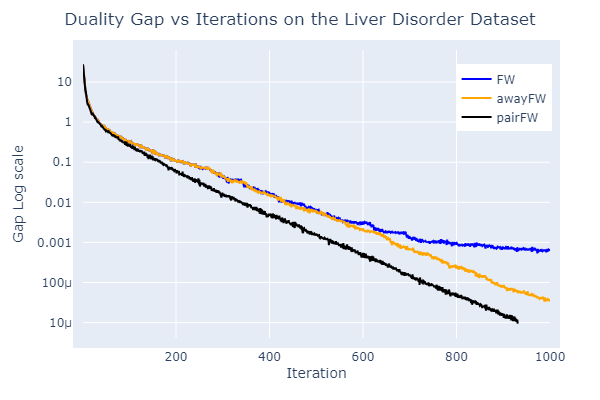 Duality Gap vs Iterations on the Liver Disorder Dataset
10
1
0.1
0.01
0.001
100μ
10μ
Gap Log scale
200
400
600
800
1000
Iteration
FW
awayFW
pairFW